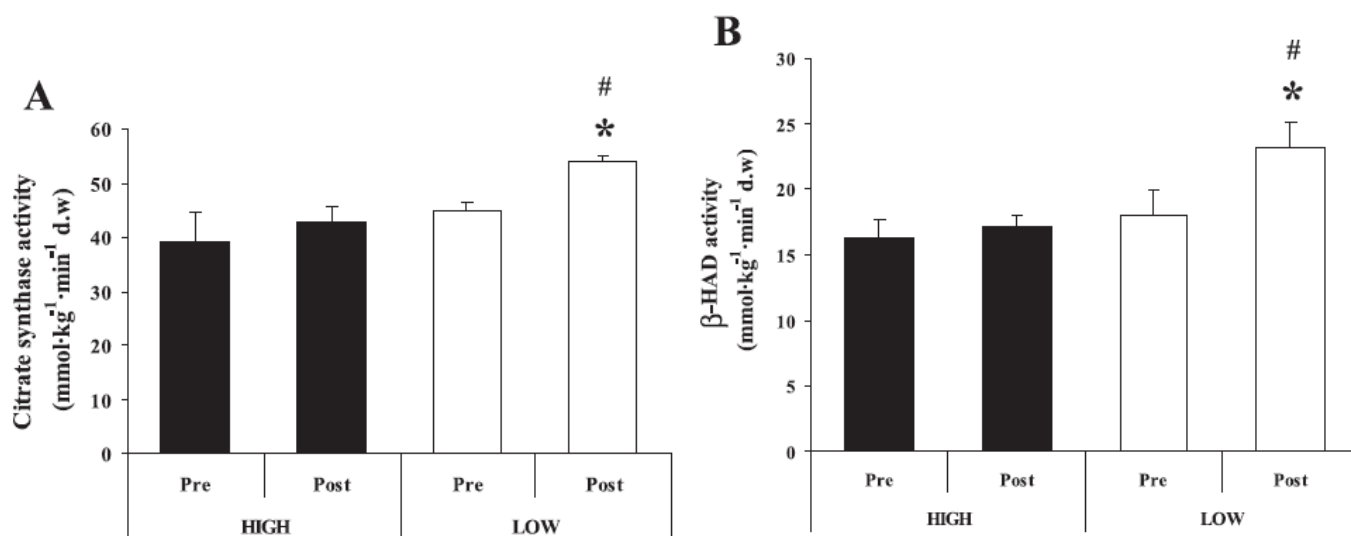 A
Citrate synthase activity
(mmol·kg⁻¹·min⁻¹ d.w)
60
50
40
30
20
10
0
#
*
Pre Post Pre Post
HIGH LOW
B
β-HAD activity
(mmol·kg⁻¹·min⁻¹ d.w)
30
25
20
15
10
5
0
#
*
Pre Post Pre Post
HIGH LOW